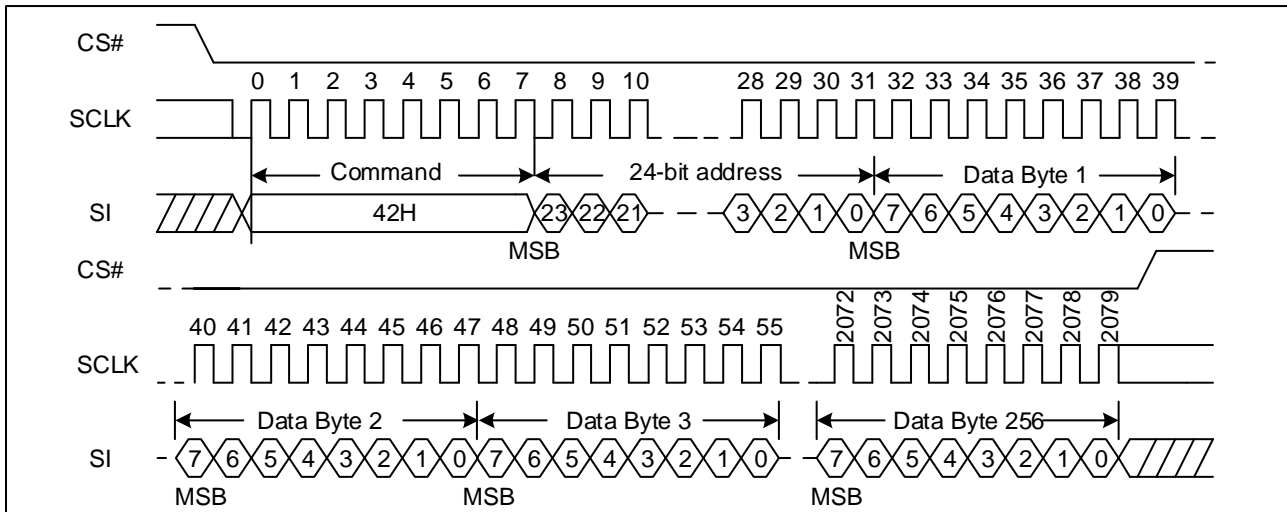 CS#
0 1 2 3 4 5 6 7 8 9 10 28 29 30 31 32 33 34 35 36 37 38 39
SCLK
Command 24-bit address Data Byte 1
SI 42H 23 22 21 3 2 1 0 7 6 5 4 3 2 1 0
MSB MSB
CS#
2072 2073 2074 2075 2076 2077 2078 2079
40 41 42 43 44 45 46 47 48 49 50 51 52 53 54 55
SCLK
Data Byte 2 Data Byte 3 Data Byte 256
SI 7 6 5 4 3 2 1 0 7 6 5 4 3 2 1 0 7 6 5 4 3 2 1 0
MSB MSB MSB